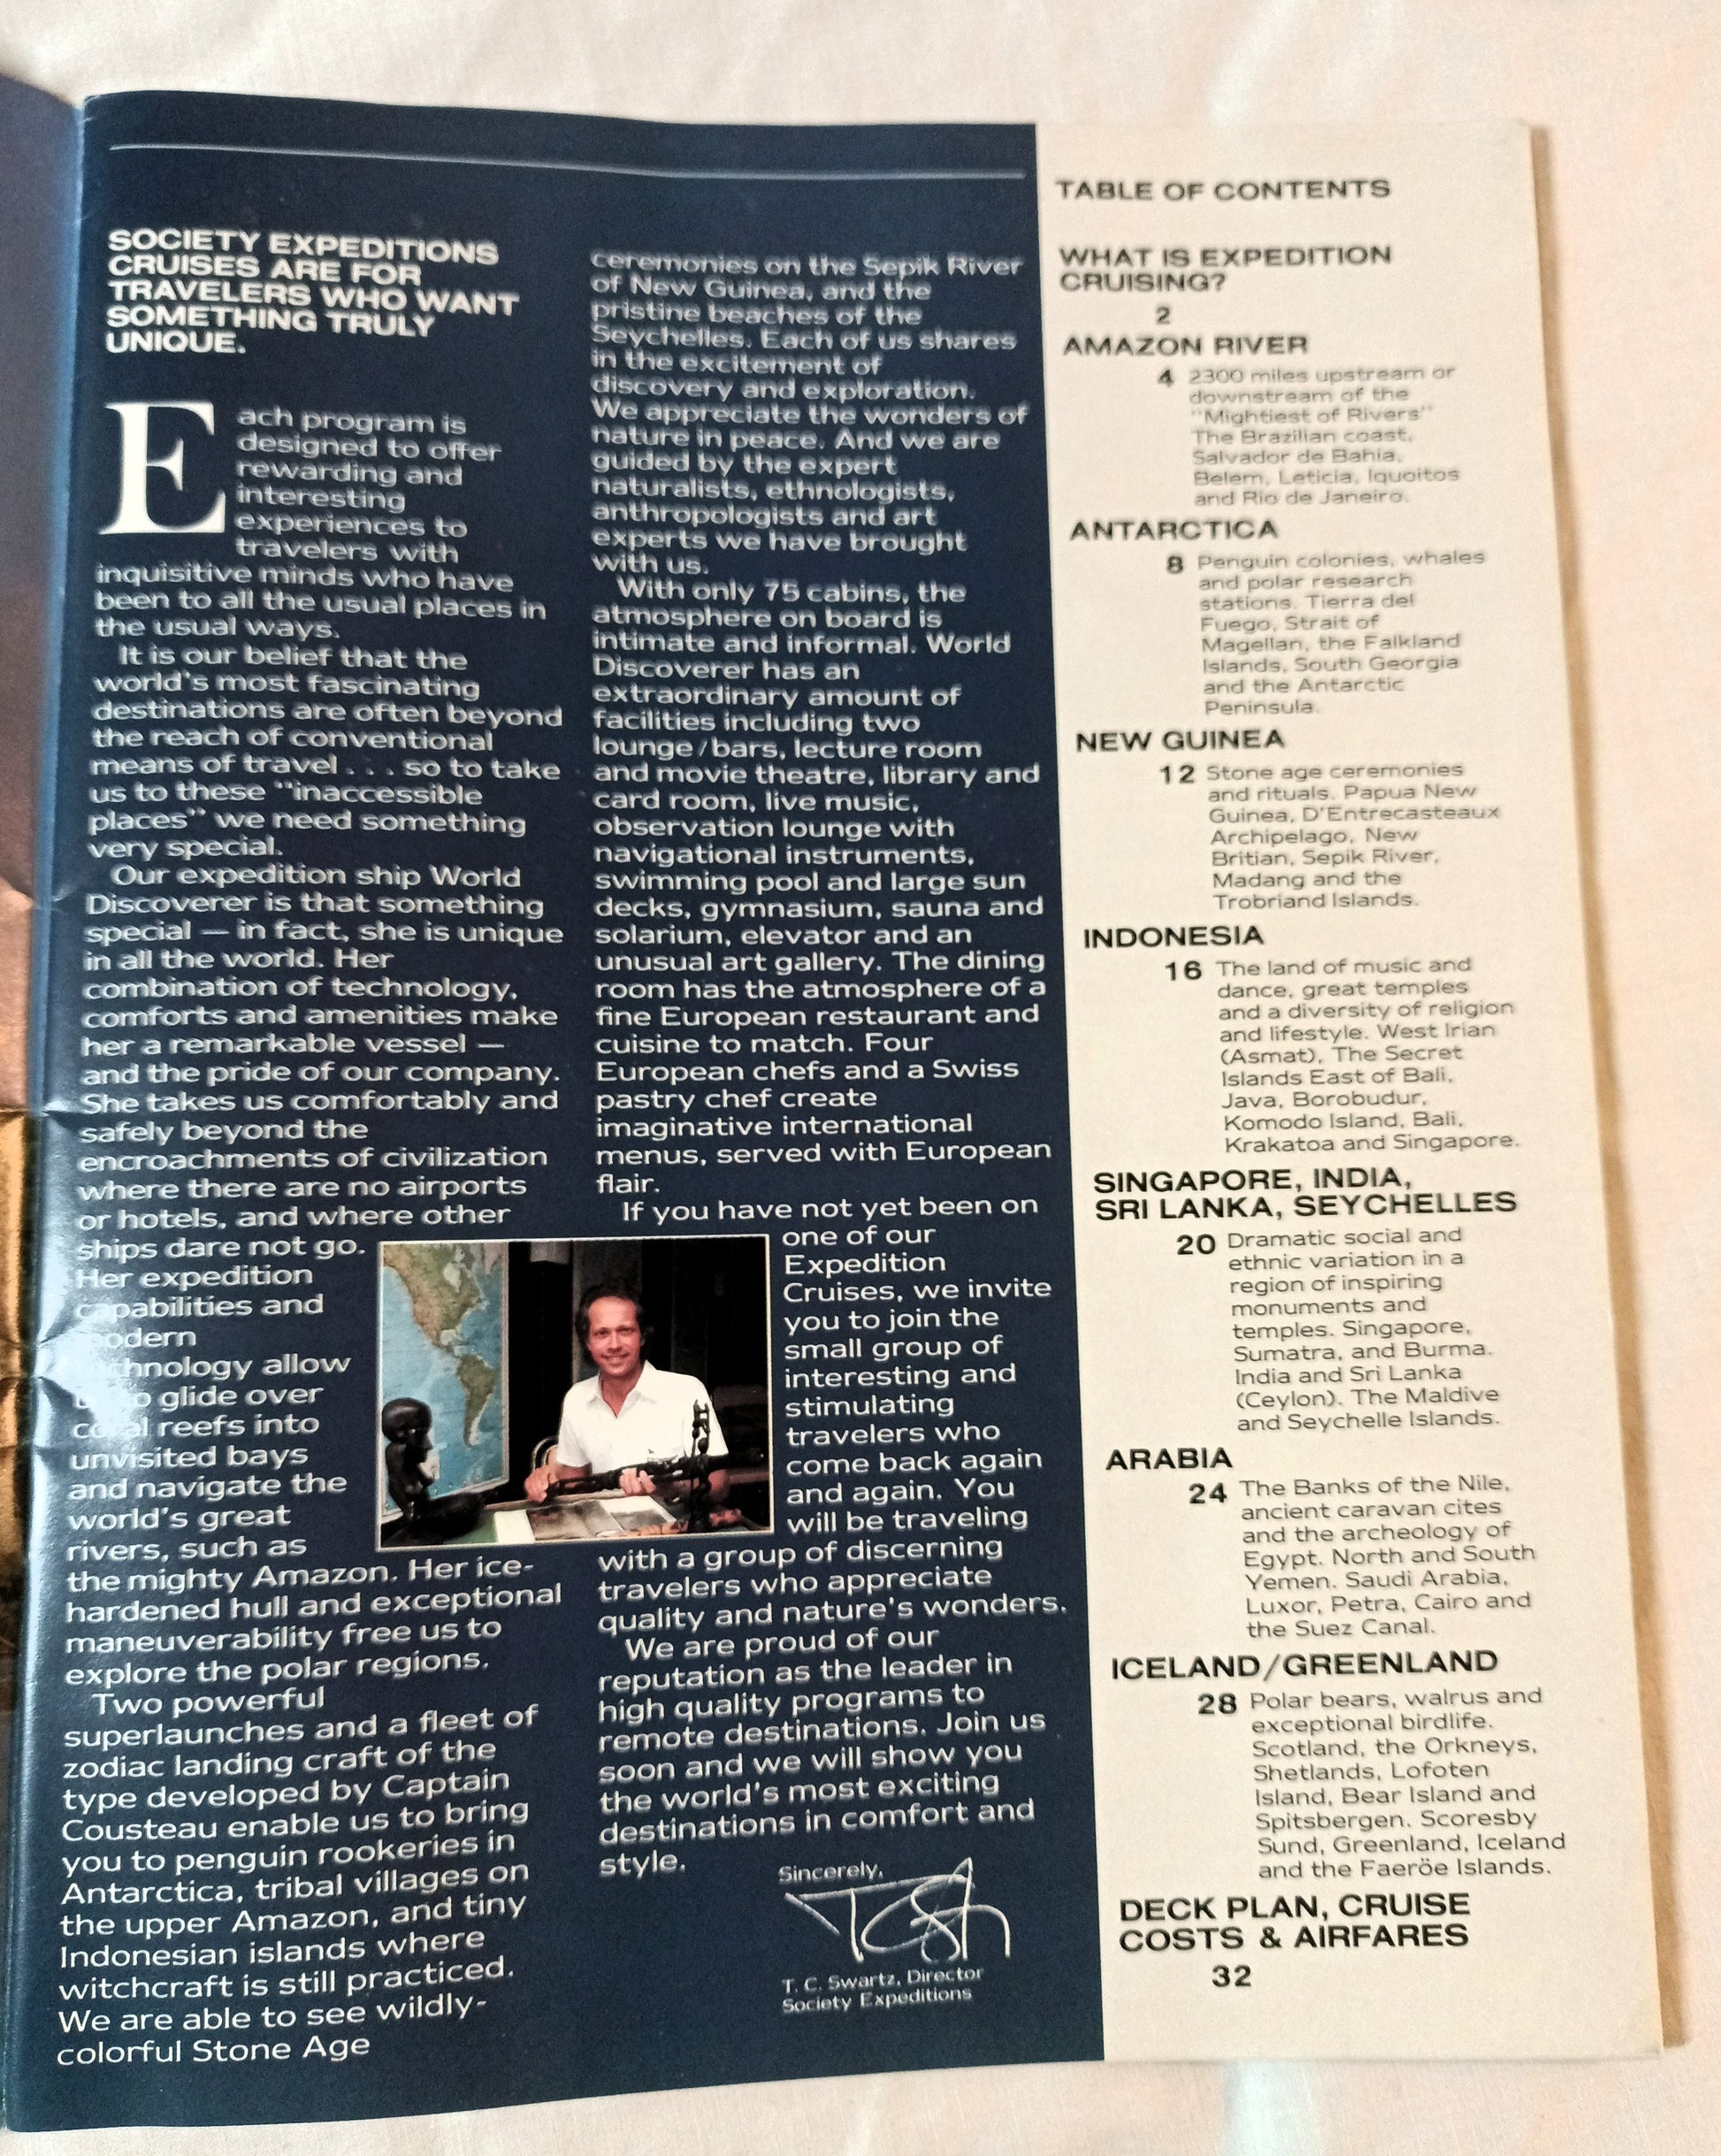 SOCIETY EXPEDITIONS
CRUISES ARE FOR
TRAVELERS WHO WANT
SOMETHING TRULY
UNIQUE.
Each program is
designed to offer
rewarding and
interesting
experiences to
travelers with
inquisitive minds who have
been to all the usual places in
the usual ways.
It is our belief that the
world's most fascinating
destinations are often beyond
the reach of conventional
means of travel . . . so to take
us to these "inaccessible
places" we need something
very special.
Our expedition ship World
Discoverer is that something
special — in fact, she is unique
in all the world. Her
combination of technology,
comforts and amenities make
her a remarkable vessel —
and the pride of our company.
She takes us comfortably and
safely beyond the
encroachments of civilization
where there are no airports
or hotels, and where other
ships dare not go.
Her expedition
capabilities and
modern
technology allow
us to glide over
coral reefs into
unvisited bays
and navigate the
world's great
rivers, such as
the mighty Amazon. Her ice-
hardened hull and exceptional
maneuverability free us to
explore the polar regions.
Two powerful
superlaunches and a fleet of
zodiac landing craft of the
type developed by Captain
Cousteau enable us to bring
you to penguin rookeries in
Antarctica, tribal villages on
the upper Amazon, and tiny
Indonesian islands where
witchcraft is still practiced.
We are able to see wildly-
colorful Stone Age
ceremonies on the Sepik River
of New Guinea, and the
pristine beaches of the
Seychelles. Each of us shares
in the excitement of
discovery and exploration.
We appreciate the wonders of
nature in peace. And we are
guided by the expert
naturalists, ethnologists,
anthropologists and art
experts we have brought
with us.
With only 75 cabins, the
atmosphere on board is
intimate and informal. World
Discoverer has an
extraordinary amount of
facilities including two
lounge/bars, lecture room
and movie theatre, library and
card room, live music,
observation lounge with
navigational instruments,
swimming pool and large sun
decks, gymnasium, sauna and
solarium, elevator and an
unusual art gallery. The dining
room has the atmosphere of a
fine European restaurant and
cuisine to match. Four
European chefs and a Swiss
pastry chef create
imaginative international
menus, served with European
flair.
If you have not yet been on
one of our
Expedition
Cruises, we invite
you to join the
small group of
interesting and
stimulating
travelers who
come back again
and again. You
will be traveling
with a group of discerning
travelers who appreciate
quality and nature's wonders.
We are proud of our
reputation as the leader in
high quality programs to
remote destinations. Join us
soon and we will show you
the world's most exciting
destinations in comfort and
style.
Sincerely,
T. C. Swartz, Director
Society Expeditions
TABLE OF CONTENTS
WHAT IS EXPEDITION
CRUISING?
2
AMAZON RIVER
4 2300 miles upstream or
downstream of the
"Mightiest of Rivers"
The Brazilian coast,
Salvador de Bahia,
Belem, Leticia, Iquoitos
and Rio de Janeiro.
ANTARCTICA
8 Penguin colonies, whales
and polar research
stations. Tierra del
Fuego, Strait of
Magellan, the Falkland
Islands, South Georgia
and the Antarctic
Peninsula.
NEW GUINEA
12 Stone age ceremonies
and rituals. Papua New
Guinea, D'Entrecasteaux
Archipelago, New
Britian, Sepik River,
Madang and the
Trobriand Islands.
INDONESIA
16 The land of music and
dance, great temples
and a diversity of religion
and lifestyle. West Irian
(Asmat), The Secret
Islands East of Bali,
Java, Borobudur,
Komodo Island, Bali,
Krakatoa and Singapore.
SINGAPORE, INDIA,
SRI LANKA, SEYCHELLES
20 Dramatic social and
ethnic variation in a
region of inspiring
monuments and
temples. Singapore,
Sumatra, and Burma.
India and Sri Lanka
(Ceylon). The Maldive
and Seychelle Islands.
ARABIA
24 The Banks of the Nile,
ancient caravan cites
and the archeology of
Egypt. North and South
Yemen. Saudi Arabia,
Luxor, Petra, Cairo and
the Suez Canal.
ICELAND/GREENLAND
28 Polar bears, walrus and
exceptional birdlife.
Scotland, the Orkneys,
Shetlands, Lofoten
Island, Bear Island and
Spitsbergen. Scoresby
Sund, Greenland, Iceland
and the Faeröe Islands.
DECK PLAN, CRUISE
COSTS & AIRFARES
32